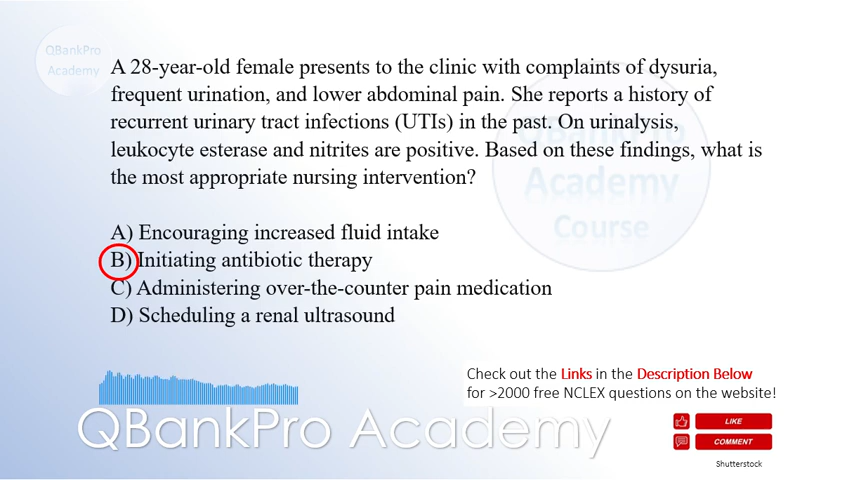 QBankPro
Academy
A 28-year-old female presents to the clinic with complaints of dysuria,
frequent urination, and lower abdominal pain. She reports a history of
recurrent urinary tract infections (UTIs) in the past. On urinalysis,
leukocyte esterase and nitrites are positive. Based on these findings, what is
the most appropriate nursing intervention?
QBankPro
Academy
Course
A) Encouraging increased fluid intake
B) Initiating antibiotic therapy
C) Administering over-the-counter pain medication
D) Scheduling a renal ultrasound
Check out the Links in the Description Below
for >2000 free NCLEX questions on the website!
QBankPro Academy
LIKE
COMMENT
Shutterstock